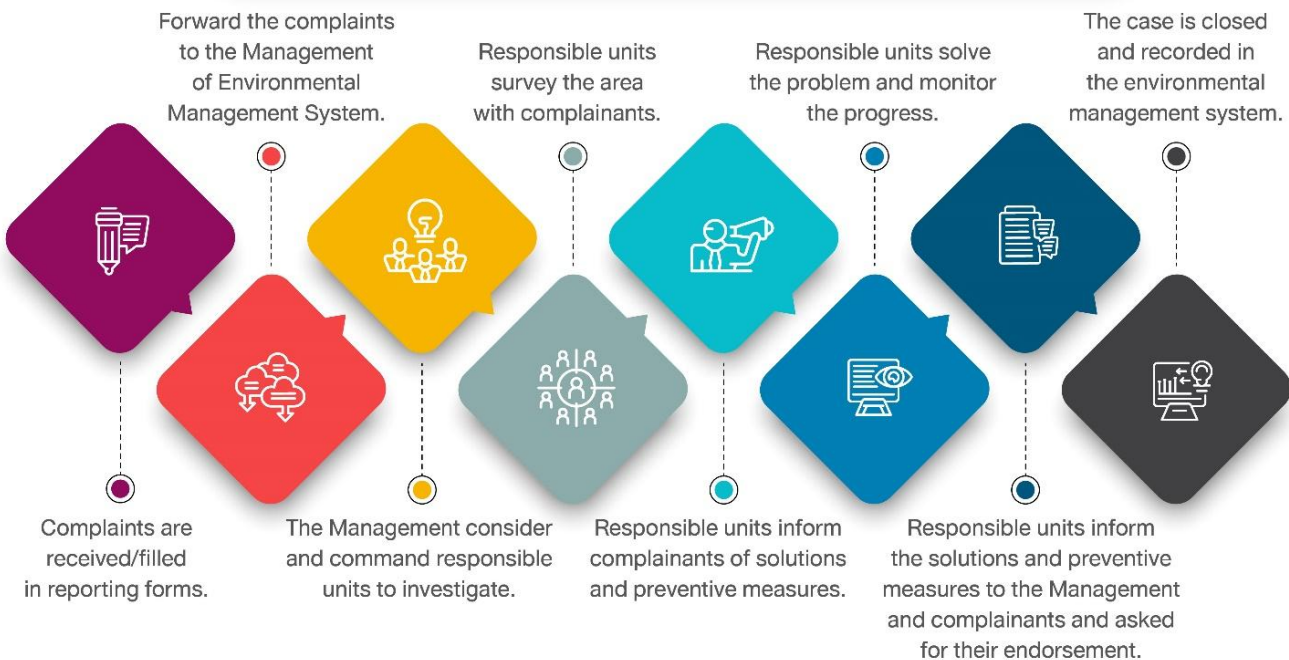 Complaints are
received/filled
in reporting forms.
Forward the complaints
to the Management
of Environmental
Management System.
The Management consider
and command responsible
units to investigate.
Responsible units
survey the area
with complainants.
Responsible units inform
complainants of solutions
and preventive measures.
Responsible units solve
the problem and monitor
the progress.
Responsible units inform
the solutions and preventive
measures to the Management
and complainants and asked
for their endorsement.
The case is closed
and recorded in
the environmental
management system.